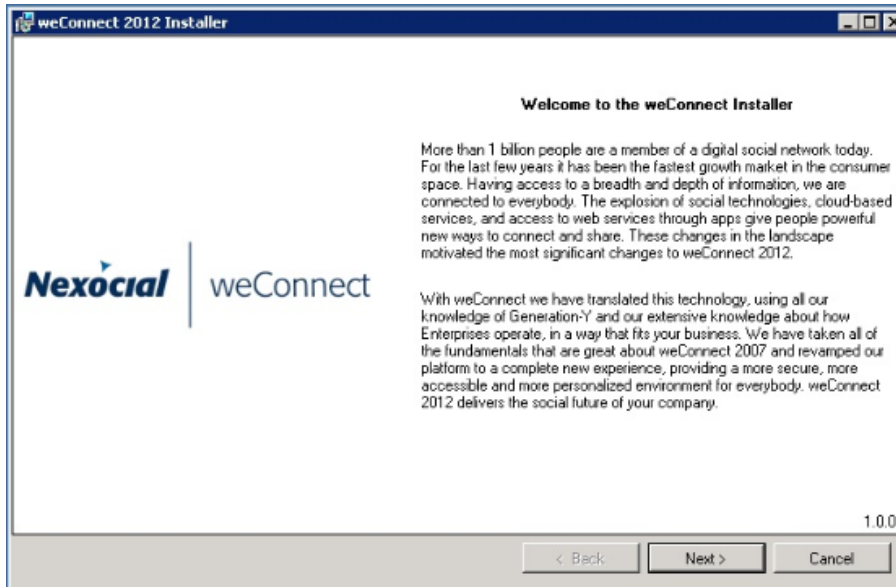 weConnect 2012 Installer
Welcome to the weConnect Installer
More than 1 billion people are a member of a digital social network today.
For the last few years it has been the fastest growth market in the consumer
space. Having access to a breadth and depth of information, we are
connected to everybody. The explosion of social technologies, cloud-based
services, and access to web services through apps give people powerful
new ways to connect and share. These changes in the landscape
motivated the most significant changes to weConnect 2012.
Nexocial weConnect
With weConnect we have translated this technology, using all our
knowledge of Generation-Y and our extensive knowledge about how
Enterprises operate, in a way that fits your business. We have taken all of
the fundamentals that are great about weConnect 2007 and revamped our
platform to a complete new experience, providing a more secure, more
accessible and more personalized environment for everybody. weConnect
2012 delivers the social future of your company.
1.0.0
< Back Next > Cancel